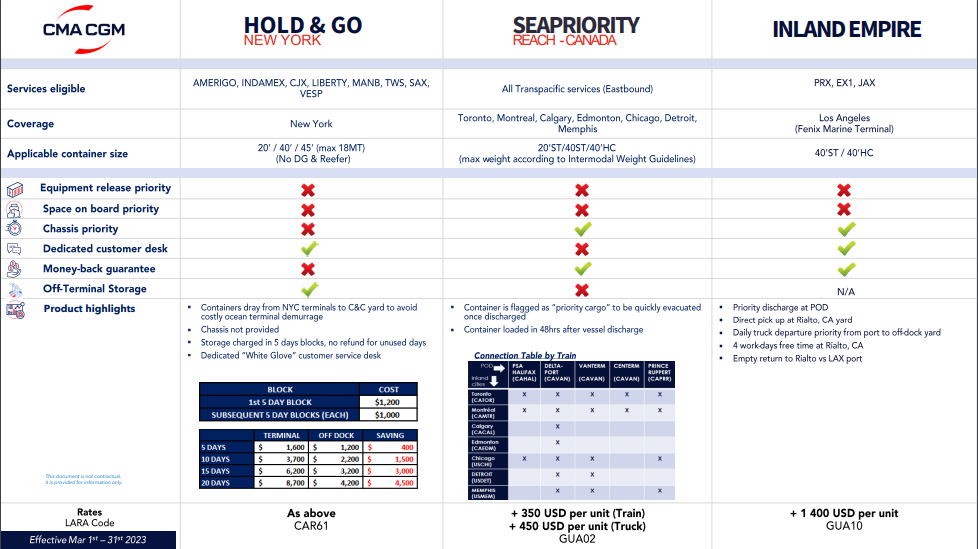 CMA CGM
HOLD & GO
NEW YORK
SEAPRIORITY
REACH - CANADA
INLAND EMPIRE
Services eligible
AMERIGO, INDAMEX, CJX, LIBERTY, MANB, TWS, SAX,
VESP
All Transpacific services (Eastbound)
PRX, EX1, JAX
Coverage
New York
Toronto, Montreal, Calgary, Edmonton, Chicago, Detroit,
Memphis
Los Angeles
(Fenix Marine Terminal)
Applicable container size
20' / 40' / 45' (max 18MT)
(No DG & Reefer)
20'ST/40ST/40'HC
(max weight according to Intermodal Weight Guidelines)
40'ST / 40'HC
Equipment release priority
Space on board priority
Chassis priority
Dedicated customer desk
Money-back guarantee
Off-Terminal Storage
N/A
Product highlights
▪ Containers dray from NYC terminals to C&C yard to avoid
costly ocean terminal demurrage
▪ Chassis not provided
▪ Storage charged in 5 days blocks, no refund for unused days
▪ Dedicated "White Glove" customer service desk
BLOCK COST
1st 5 DAY BLOCK $1,200
SUBSEQUENT 5 DAY BLOCKS (EACH) $1,000
TERMINAL OFF DOCK SAVING
5 DAYS $ 1,600 $ 1,200 $ 400
10 DAYS $ 3,700 $ 2,200 $ 1,500
15 DAYS $ 6,200 $ 3,200 $ 3,000
20 DAYS $ 8,700 $ 4,200 $ 4,500
▪ Container is flagged as "priority cargo" to be quickly evacuated
once discharged
▪ Container loaded in 48hrs after vessel discharge
Connection Table by Train
POD
Inland
cities
PSA
HALIFAX
(CAHAL)
DELTA-
PORT
(CAVAN)
VANTERM
(CAVAN)
CENTERM
(CAVAN)
PRINCE
RUPPERT
(CAPRR)
Toronto
(CATOR)
X X X X X
Montréal
(CAMTR)
X X X X X
Calgary
(CACAL)
X
Edmonton
(CAEDM)
X
Chicago
(USCHI)
X X X X
DETROIT
(USDET)
X X
MEMPHIS
(USMEM)
X X X
▪ Priority discharge at POD
▪ Direct pick up at Rialto, CA yard
▪ Daily truck departure priority from port to off-dock yard
▪ 4 work-days free time at Rialto, CA
▪ Empty return to Rialto vs LAX port
This document is not contractual,
it is provided for information only.
Rates
LARA Code
As above
CAR61
+ 350 USD per unit (Train)
+ 450 USD per unit (Truck)
GUA02
+ 1 400 USD per unit
GUA10
Effective Mar 1st – 31st 2023